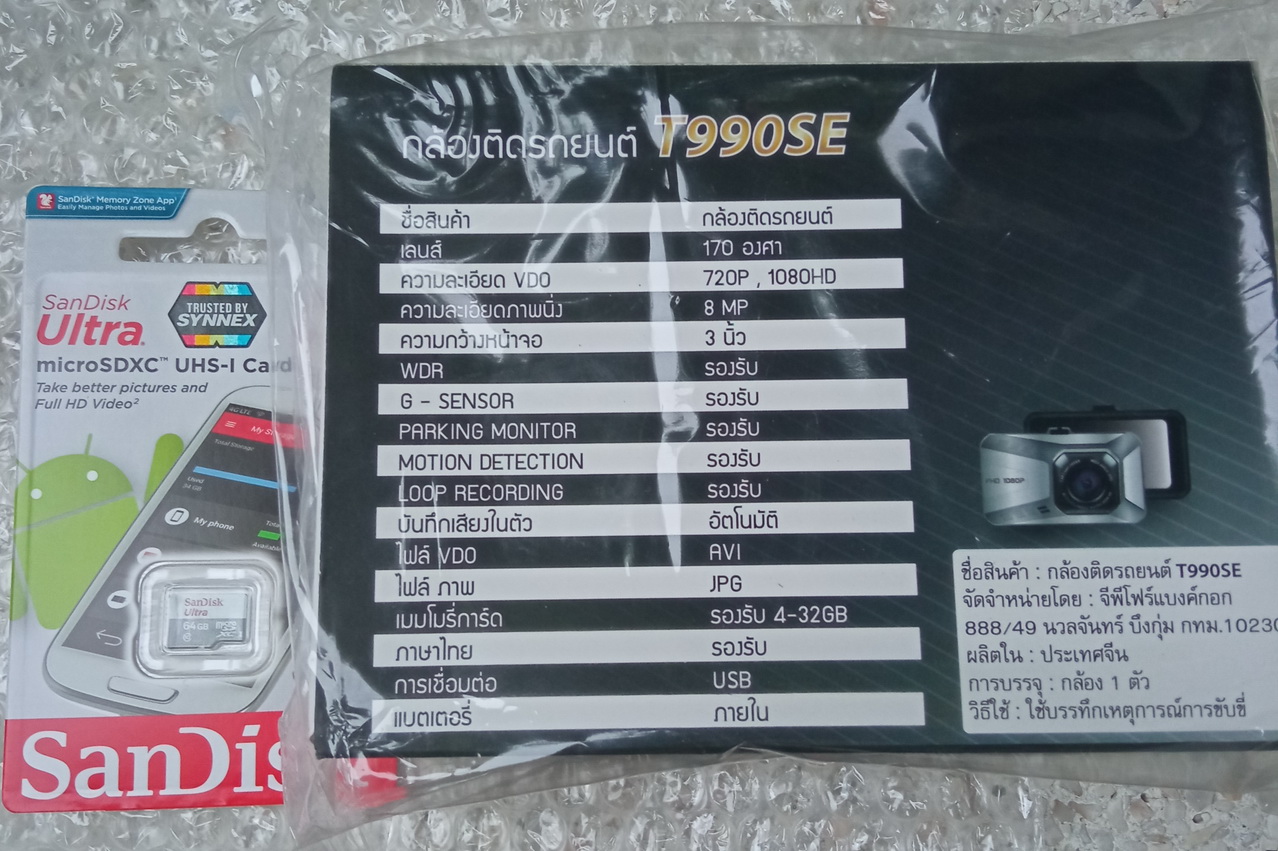 SanDisk® Memory Zone App¹
Easily Manage Photos and Videos
SanDisk
Ultra®
TRUSTED BY
SYNNEX
microSDXC™ UHS-I Card
Take better pictures and
Full HD Video²
4G LTE
My St
Total Storage
Used
34 GB
My phone
Total
Available
SanDisk
Ultra
64GB
SanDis
กล้องติดรถยนต์ T990SE
ชื่อสินค้า กล้องติดรถยนต์
เลนส์ 170 องศา
ความละเอียด VDO 720P , 1080HD
ความละเอียดภาพนิ่ง 8 MP
ความกว้างหน้าจอ 3 นิ้ว
WDR รองรับ
G - SENSOR รองรับ
PARKING MONITOR รองรับ
MOTION DETECTION รองรับ
LOOP RECORDING รองรับ
บันทึกเสียงในตัว อัตโนมัติ
ไฟล์ VDO AVI
ไฟล์ ภาพ JPG
เมมโมรี่การ์ด รองรับ 4-32GB
ภาษาไทย รองรับ
การเชื่อมต่อ USB
แบตเตอรี่ ภายใน
FHD 1080P
ชื่อสินค้า : กล้องติดรถยนต์ T990SE
จัดจำหน่ายโดย : จีพีโฟร์แบงค์กอก
888/49 นวลจันทร์ บึงกุ่ม กทม.10230
ผลิตใน : ประเทศจีน
การบรรจุ : กล้อง 1 ตัว
วิธีใช้ : ใช้บรรทึกเหตุการณ์การขับขี่